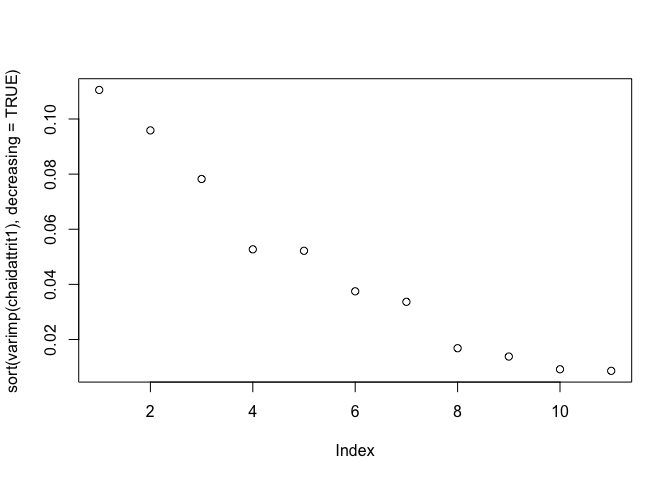 sort(varimp(chaidattrit1), decreasing = TRUE)
0.10
0.08
0.06
0.04
0.02
2 4 6 8 10
Index